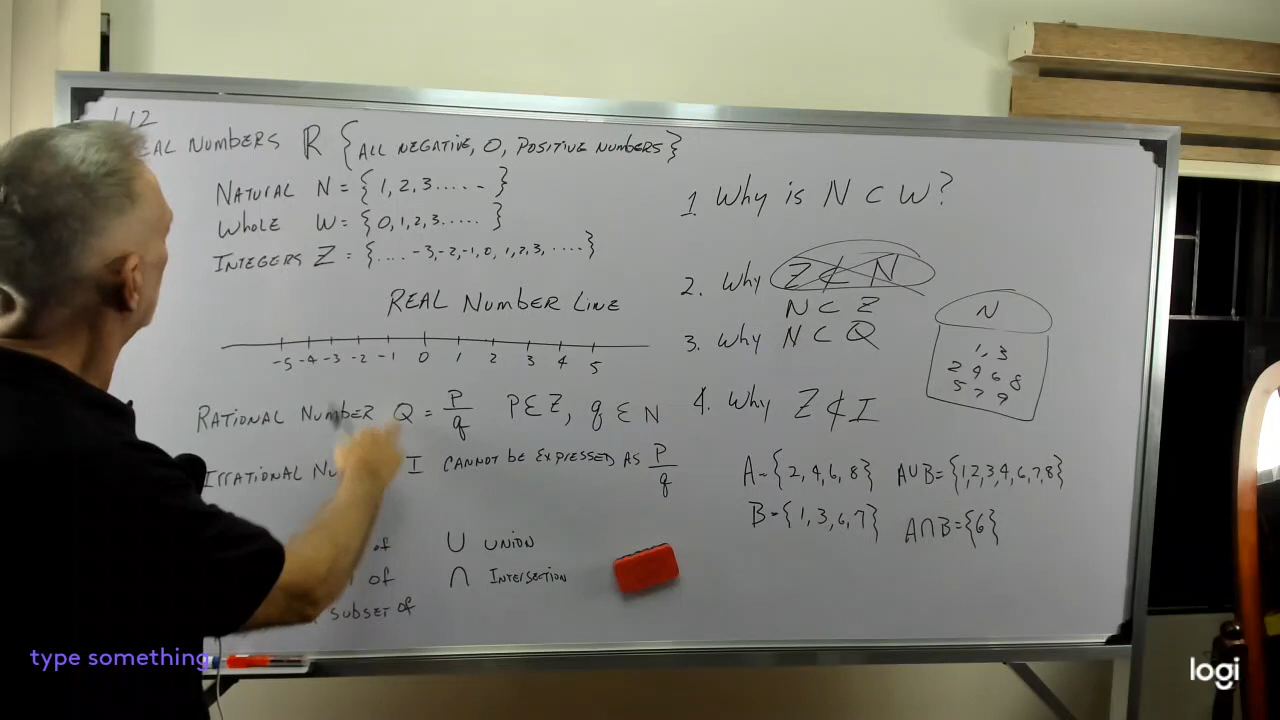 L12
EAL NUMBERS R {ALL NEGATIVE, 0, POSITIVE NUMBERS}
NATURAL N = {1, 2, 3 ..... }
WHOLE W = {0, 1, 2, 3 ..... }
INTEGERS Z = {.... -3, -2, -1, 0, 1, 2, 3, .....}
REAL NUMBER LINE
-5 -4 -3 -2 -1 0 1 2 3 4 5
RATIONAL NUMBER Q = P/q P ∈ Z, q ∈ N
IRRATIONAL NU I CANNOT BE EXPRESSED AS P/q
of ∪ UNION
of ∩ INTERSECTION
SUBSET of
1 Why is N ⊂ W?
2. Why Z ⊄ N
N ⊂ Z
3. Why N ⊂ Q
4. Why Z ⊄ I
N
1, 3
2 4 6 8
5 7 9
A = {2, 4, 6, 8} A∪B = {1, 2, 3, 4, 6, 7, 8}
B = {1, 3, 6, 7} A∩B = {6}
type something
logi